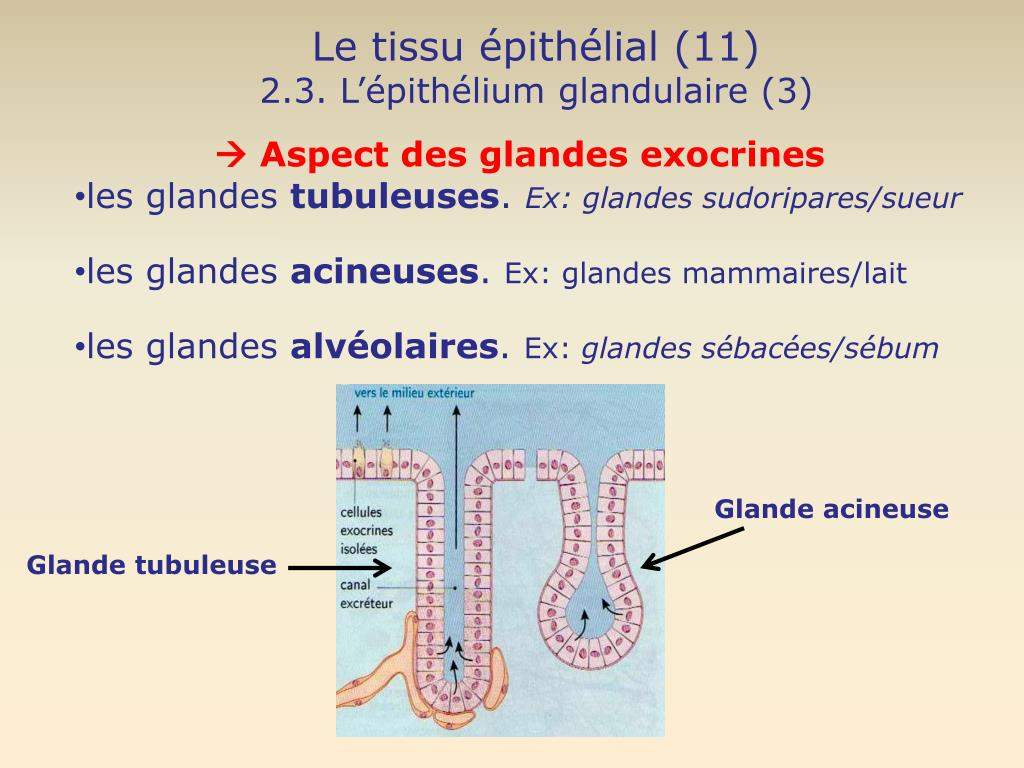 Le tissu épithélial (11)
2.3. L’épithélium glandulaire (3)
→ Aspect des glandes exocrines
•les glandes tubuleuses. Ex: glandes sudoripares/sueur
•les glandes acineuses. Ex: glandes mammaires/lait
•les glandes alvéolaires. Ex: glandes sébacées/sébum
vers le milieu extérieur
cellules
exocrines
isolées
canal
excréteur
Glande tubuleuse
Glande acineuse